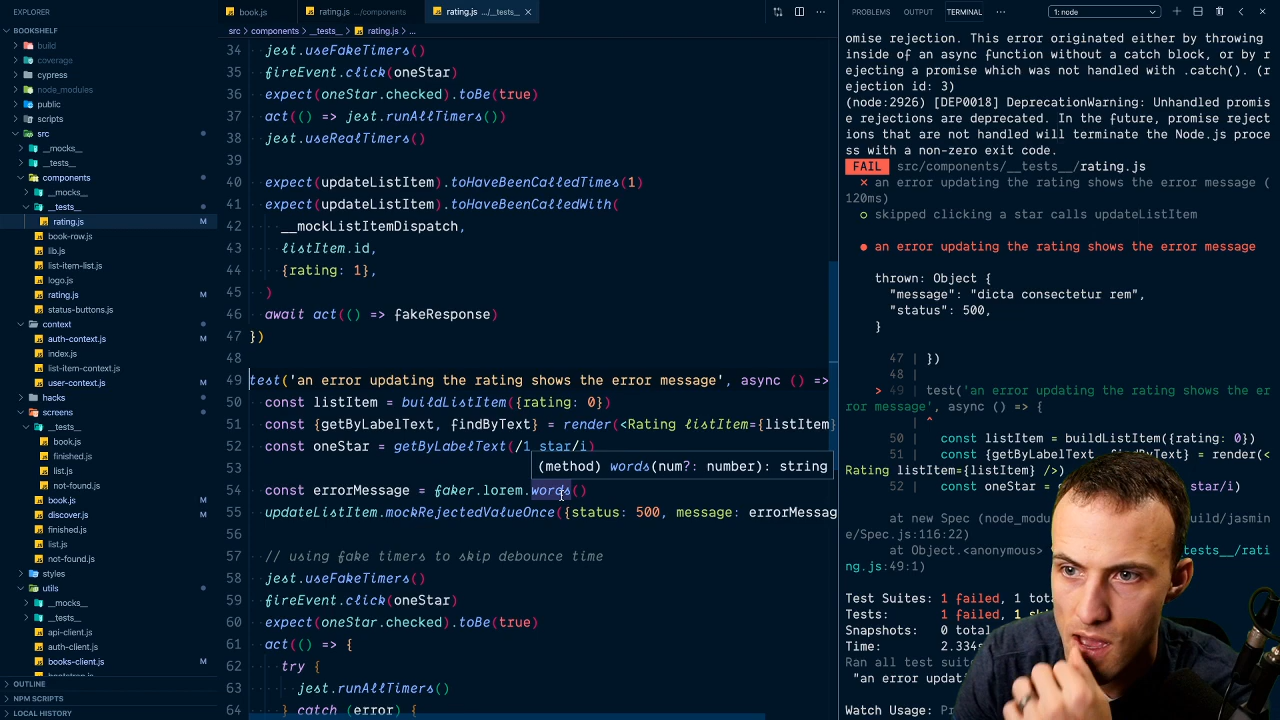 EXPLORER
BOOKSHELF
build
coverage
cypress
node_modules
public
scripts
src
__mocks__
__tests__
components M
__mocks__
__tests__
rating.js M
book-row.js
lib.js
list-item-list.js
logo.js
rating.js M
status-buttons.js
context
auth-context.js M
index.js
list-item-context.js
user-context.js M
hacks
screens
__tests__
book.js
finished.js
list.js
not-found.js
book.js M
discover.js M
finished.js
list.js
not-found.js
styles
utils
__mocks__
__tests__
api-client.js
auth-client.js
books-client.js M
OUTLINE
NPM SCRIPTS
LOCAL HISTORY
book.js
rating.js .../components
rating.js .../__tests__
src components __tests__ rating.js ...
34 jest.useFakeTimers()
35 fireEvent.click(oneStar)
36 expect(oneStar.checked).toBe(true)
37 act(() => jest.runAllTimers())
38 jest.useRealTimers()
39
40 expect(updateListItem).toHaveBeenCalledTimes(1)
41 expect(updateListItem).toHaveBeenCalledWith(
42 __mockListItemDispatch,
43 listItem.id,
44 {rating: 1},
45 )
46 await act(() => fakeResponse)
47 })
48
49 test('an error updating the rating shows the error message', async () =>
50 const listItem = buildListItem({rating: 0})
51 const {getByLabelText, findByText} = render(<Rating listItem={listItem}
52 const oneStar = getByLabelText(/1 star/i)
53 (method) words(num?: number): string
54 const errorMessage = faker.lorem.words()
55 updateListItem.mockRejectedValueOnce({status: 500, message: errorMessag
56
57 // using fake timers to skip debounce time
58 jest.useFakeTimers()
59 fireEvent.click(oneStar)
60 expect(oneStar.checked).toBe(true)
61 act(() => {
62 try {
63 jest.runAllTimers()
64 } catch (error) {
PROBLEMS OUTPUT TERMINAL ... 1: node
omise rejection. This error originated either by throwing
inside of an async function without a catch block, or by r
ejecting a promise which was not handled with .catch(). (r
ejection id: 3)
(node:2926) [DEP0018] DeprecationWarning: Unhandled promis
e rejections are deprecated. In the future, promise reject
ions that are not handled will terminate the Node.js proce
ss with a non-zero exit code.
FAIL src/components/__tests__/rating.js
✕ an error updating the rating shows the error message (
120ms)
○ skipped clicking a star calls updateListItem
● an error updating the rating shows the error message
thrown: Object {
"message": "dicta consectetur rem",
"status": 500,
}
47 | })
48 |
> 49 | test('an error updating the rating shows the er
ror message', async () => {
| ^
50 | const listItem = buildListItem({rating: 0})
51 | const {getByLabelText, findByText} = render(<
Rating listItem={listItem} />)
52 | const oneStar = star/i)
at new Spec (node_modu uild/jasmin
e/Spec.js:116:22)
at Object.<anonymous> tests__/rati
ng.js:49:1)
Test Suites: 1 failed, 1 tota
Tests: 1 failed, 1
Snapshots: 0 total
Time: 2.334s
Ran all test suite
"an error updati
Watch Usage: Pr